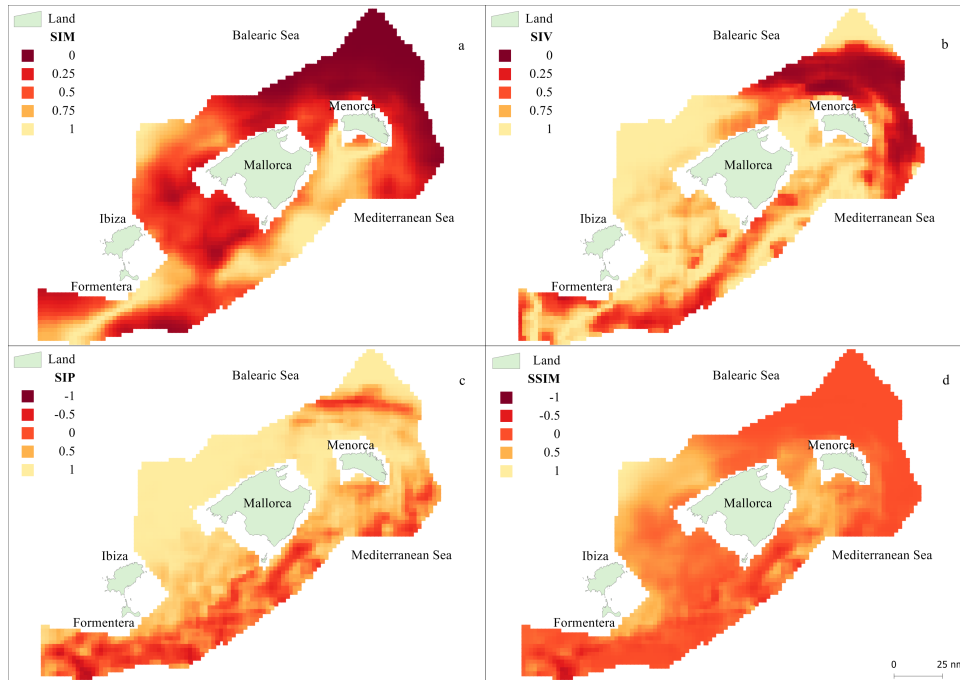 Land
SIM
0
0.25
0.5
0.75
1
Balearic Sea
a
Menorca
Mallorca
Ibiza
Mediterranean Sea
Formentera
Land
SIV
0
0.25
0.5
0.75
1
Balearic Sea
b
Menorca
Mallorca
Ibiza
Mediterranean Sea
Formentera
Land
SIP
-1
-0.5
0
0.5
1
Balearic Sea
c
Menorca
Mallorca
Ibiza
Mediterranean Sea
Formentera
Land
SSIM
-1
-0.5
0
0.5
1
Balearic Sea
d
Menorca
Mallorca
Ibiza
Mediterranean Sea
Formentera
0 25 nm